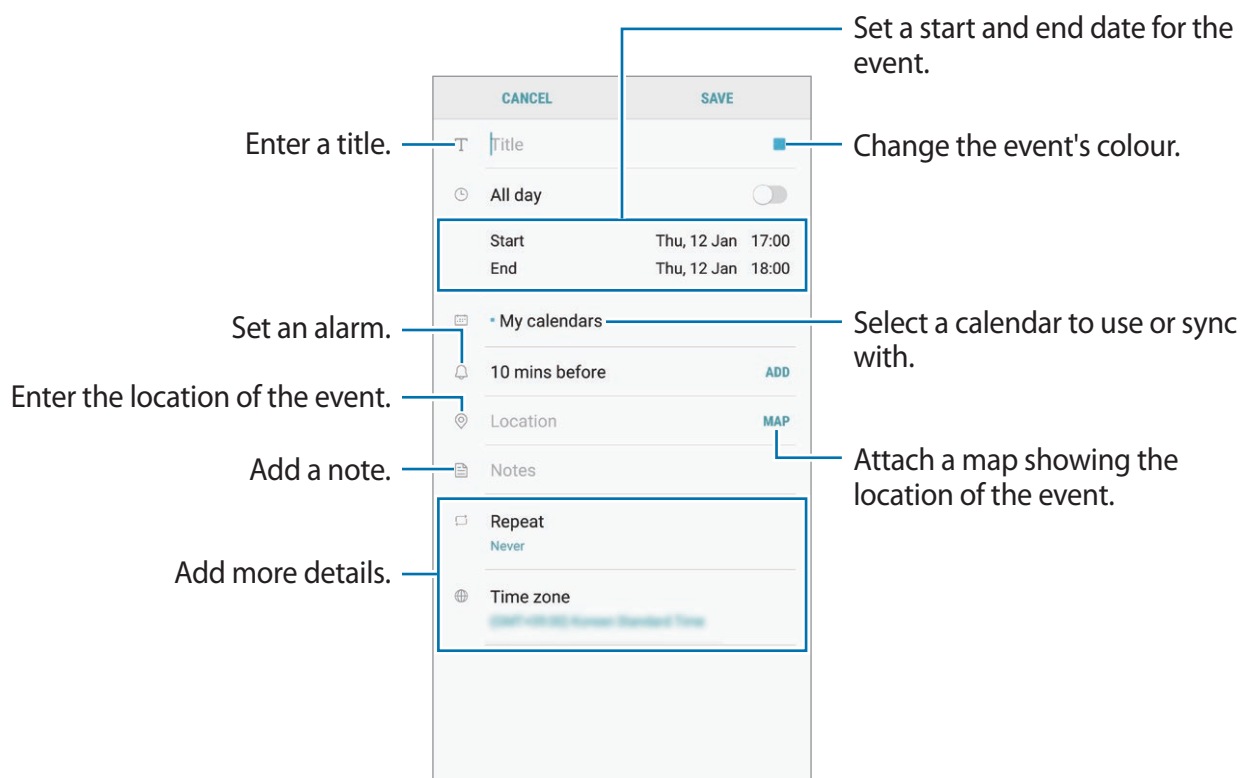 Set a start and end date for the
event.
CANCEL
SAVE
Enter a title.
Title
Change the event's colour.
All day
Start
Thu, 12 Jan
17:00
End
Thu, 12 Jan
18:00
Set an alarm.
My calendars
Select a calendar to use or sync
with.
10 mins before
ADD
Enter the location of the event.
Location
MAP
Attach a map showing the
location of the event.
Add a note.
Notes
Add more details.
Repeat
Never
Time zone